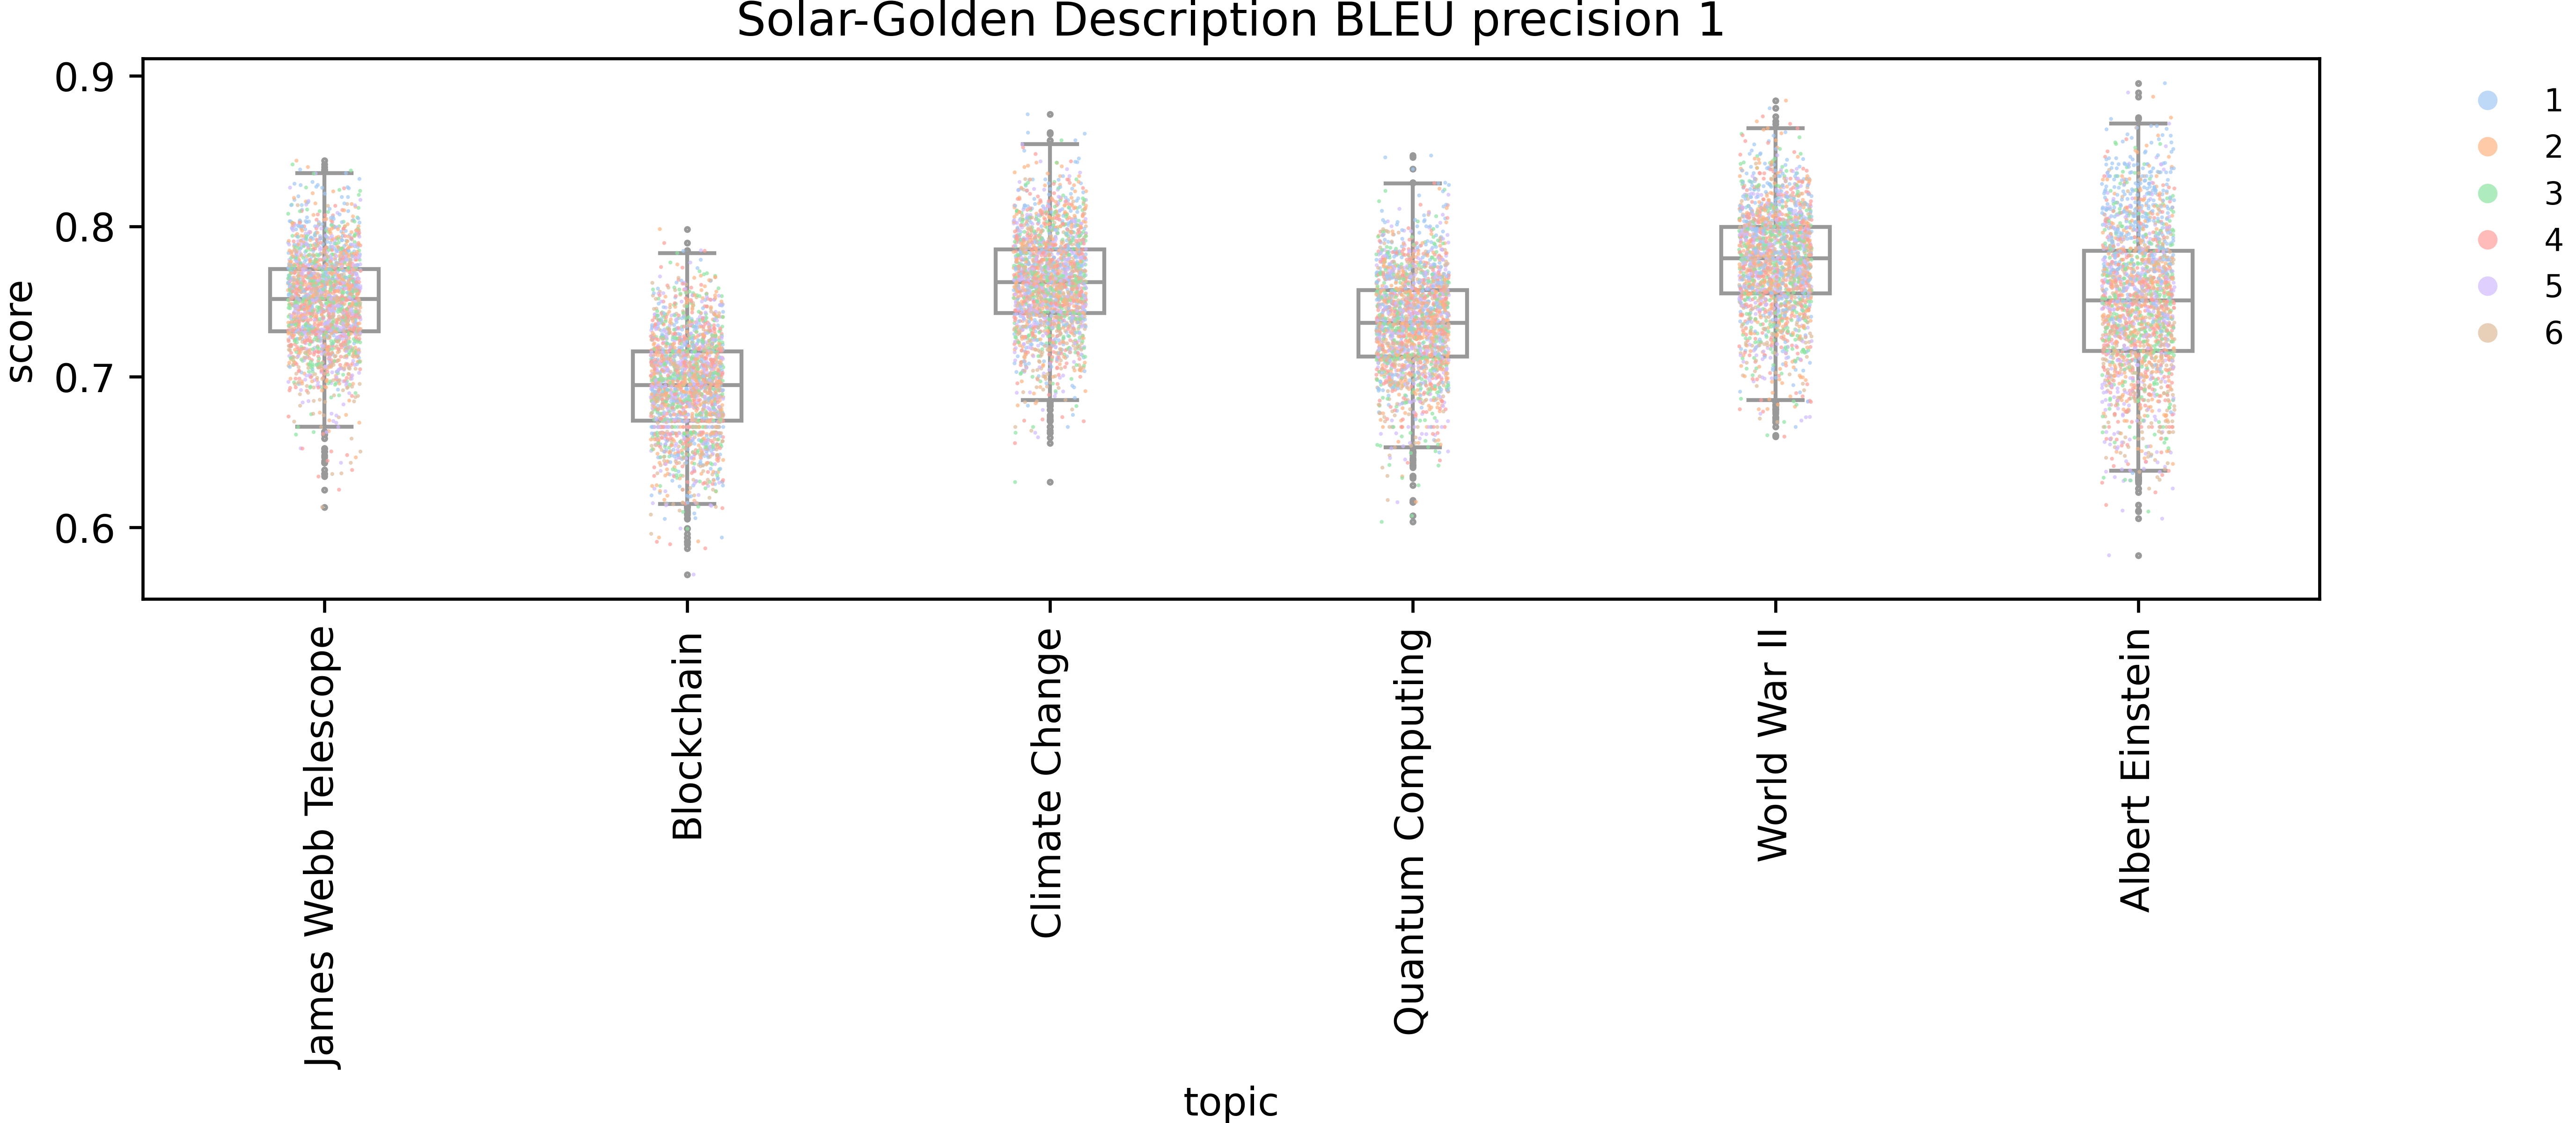 Solar-Golden Description BLEU precision 1
score
0.9
0.8
0.7
0.6
James Webb Telescope
Blockchain
Climate Change
Quantum Computing
World War II
Albert Einstein
topic
1
2
3
4
5
6